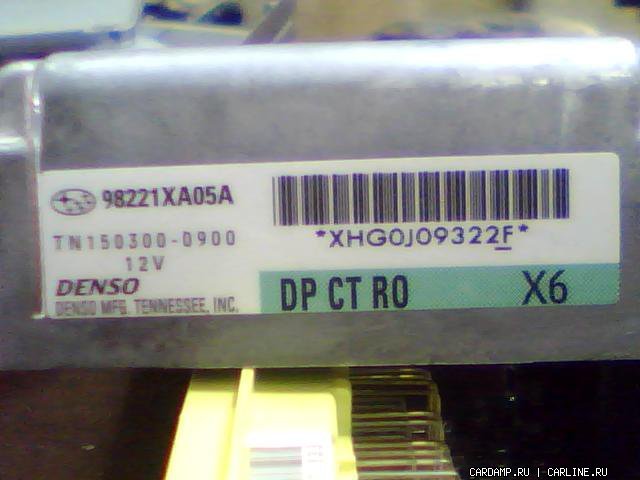 98221XA05A
TN150300-0900
12V
DENSO
DENSO MFG. TENNESSEE, INC.
*XHG0J09322F*
DP CT RO X6
CARDAMP.RU | CARLINE.RU